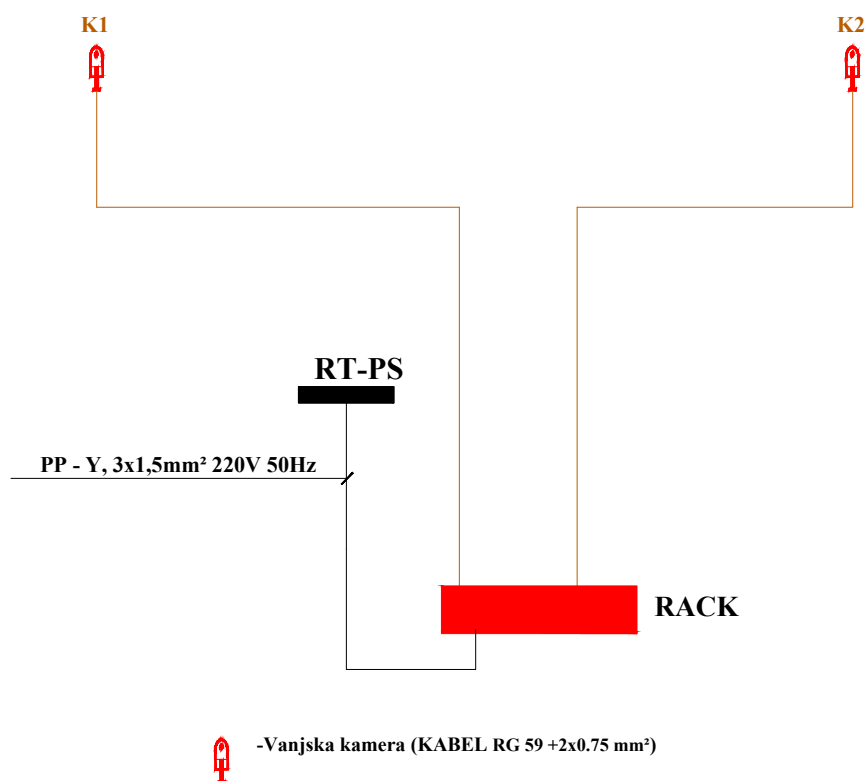 K1
K2
RT-PS
PP - Y, 3x1,5mm² 220V 50Hz
RACK
-Vanjska kamera (KABEL RG 59 +2x0.75 mm²)